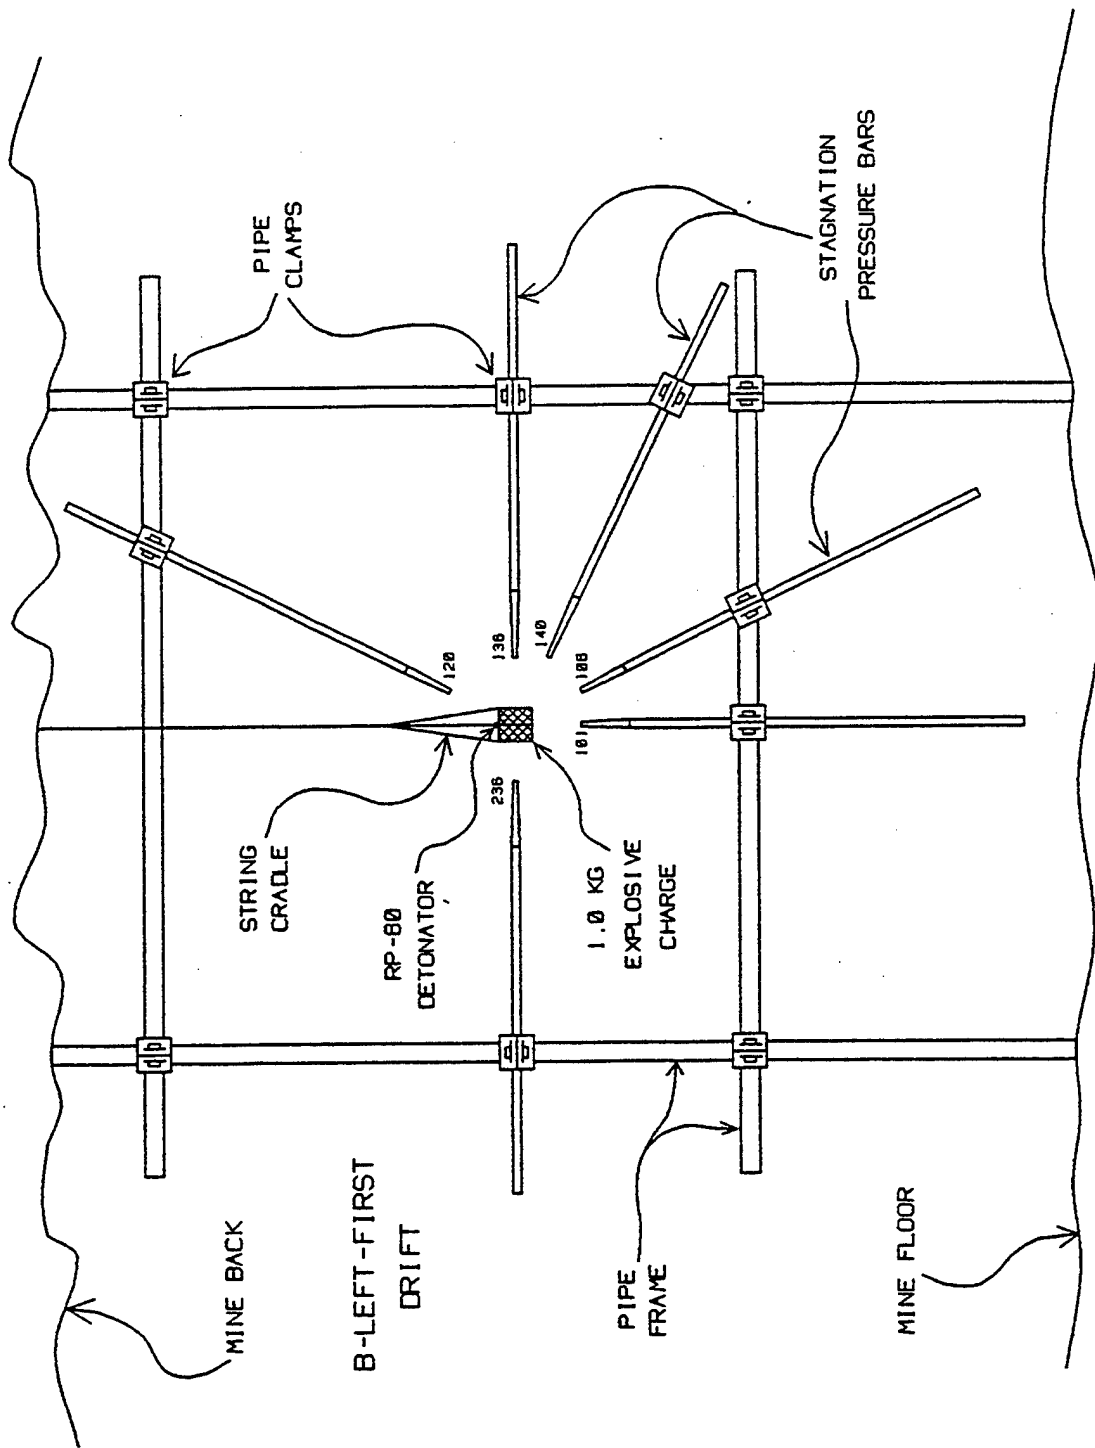 MINE BACK
B-LEFT-FIRST
DRIFT
PIPE
FRAME
MINE FLOOR
STRING
CRADLE
RP-80
DETONATOR
1.0 KG
EXPLOSIVE
CHARGE
236
101
120
136
140
108
PIPE
CLAMPS
STAGNATION
PRESSURE BARS